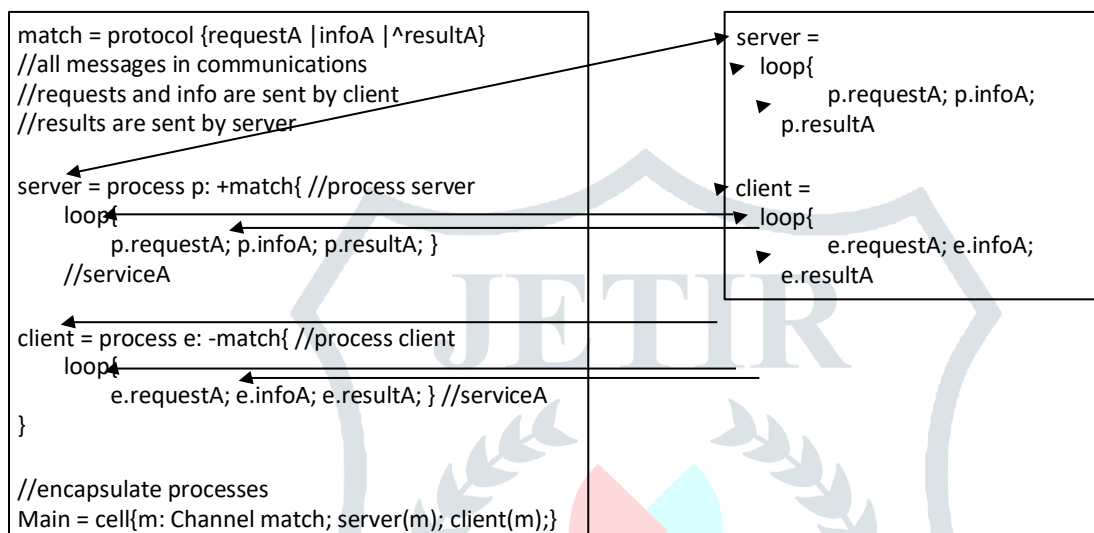 match = protocol {requestA |infoA |^resultA}
//all messages in communications
//requests and info are sent by client
//results are sent by server
server = process p: +match{ //process server
loop{
p.requestA; p.infoA; p.resultA; }
//serviceA
client = process e: -match{ //process client
loop{
e.requestA; e.infoA; e.resultA; } //serviceA
}
//encapsulate processes
Main = cell{m: Channel match; server(m); client(m);}
server =
loop{
p.requestA; p.infoA;
p.resultA
client =
loop{
e.requestA; e.infoA;
e.resultA
JETIR